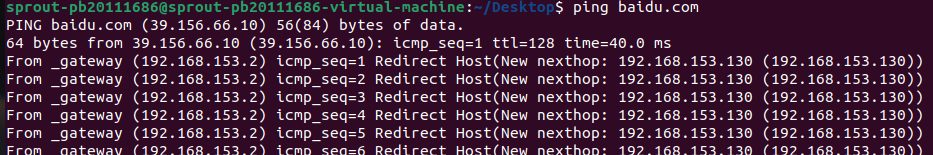 sprout-pb20111686@sprout-pb20111686-virtual-machine:~/Desktop$ ping baidu.com
PING baidu.com (39.156.66.10) 56(84) bytes of data.
64 bytes from 39.156.66.10 (39.156.66.10): icmp_seq=1 ttl=128 time=40.0 ms
From _gateway (192.168.153.2) icmp_seq=1 Redirect Host(New nexthop: 192.168.153.130 (192.168.153.130))
From _gateway (192.168.153.2) icmp_seq=2 Redirect Host(New nexthop: 192.168.153.130 (192.168.153.130))
From _gateway (192.168.153.2) icmp_seq=3 Redirect Host(New nexthop: 192.168.153.130 (192.168.153.130))
From _gateway (192.168.153.2) icmp_seq=4 Redirect Host(New nexthop: 192.168.153.130 (192.168.153.130))
From _gateway (192.168.153.2) icmp_seq=5 Redirect Host(New nexthop: 192.168.153.130 (192.168.153.130))
From _gateway (192.168.153.2) icmp_seq=6 Redirect Host(New nexthop: 192.168.153.130 (192.168.153.130))